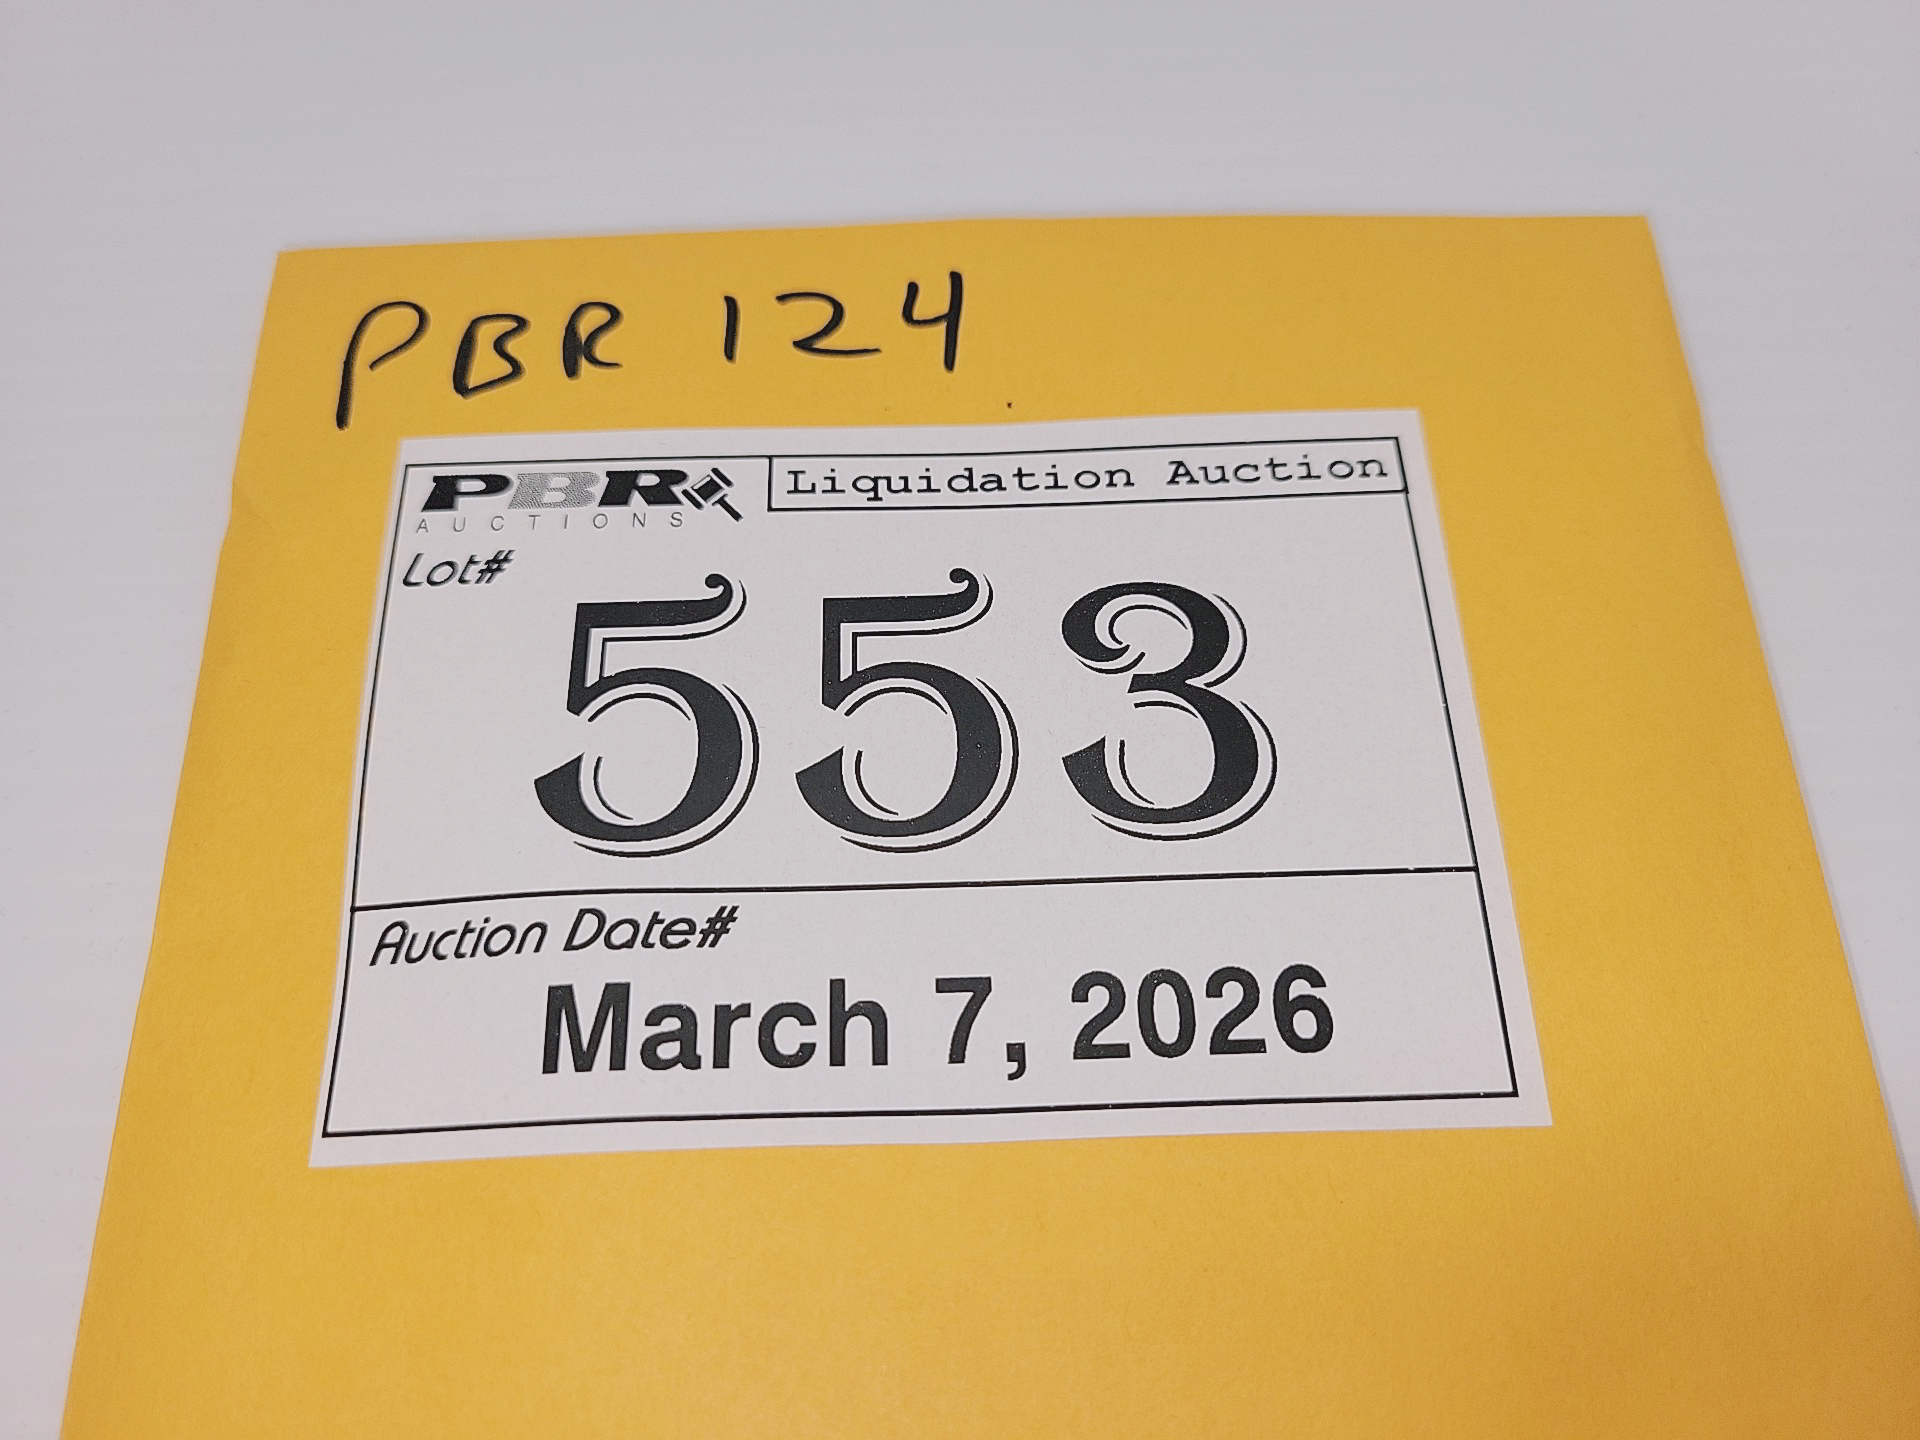 PBR 124
PBR
AUCTIONS
Liquidation Auction
Lot#
553
Auction Date#
March 7, 2026